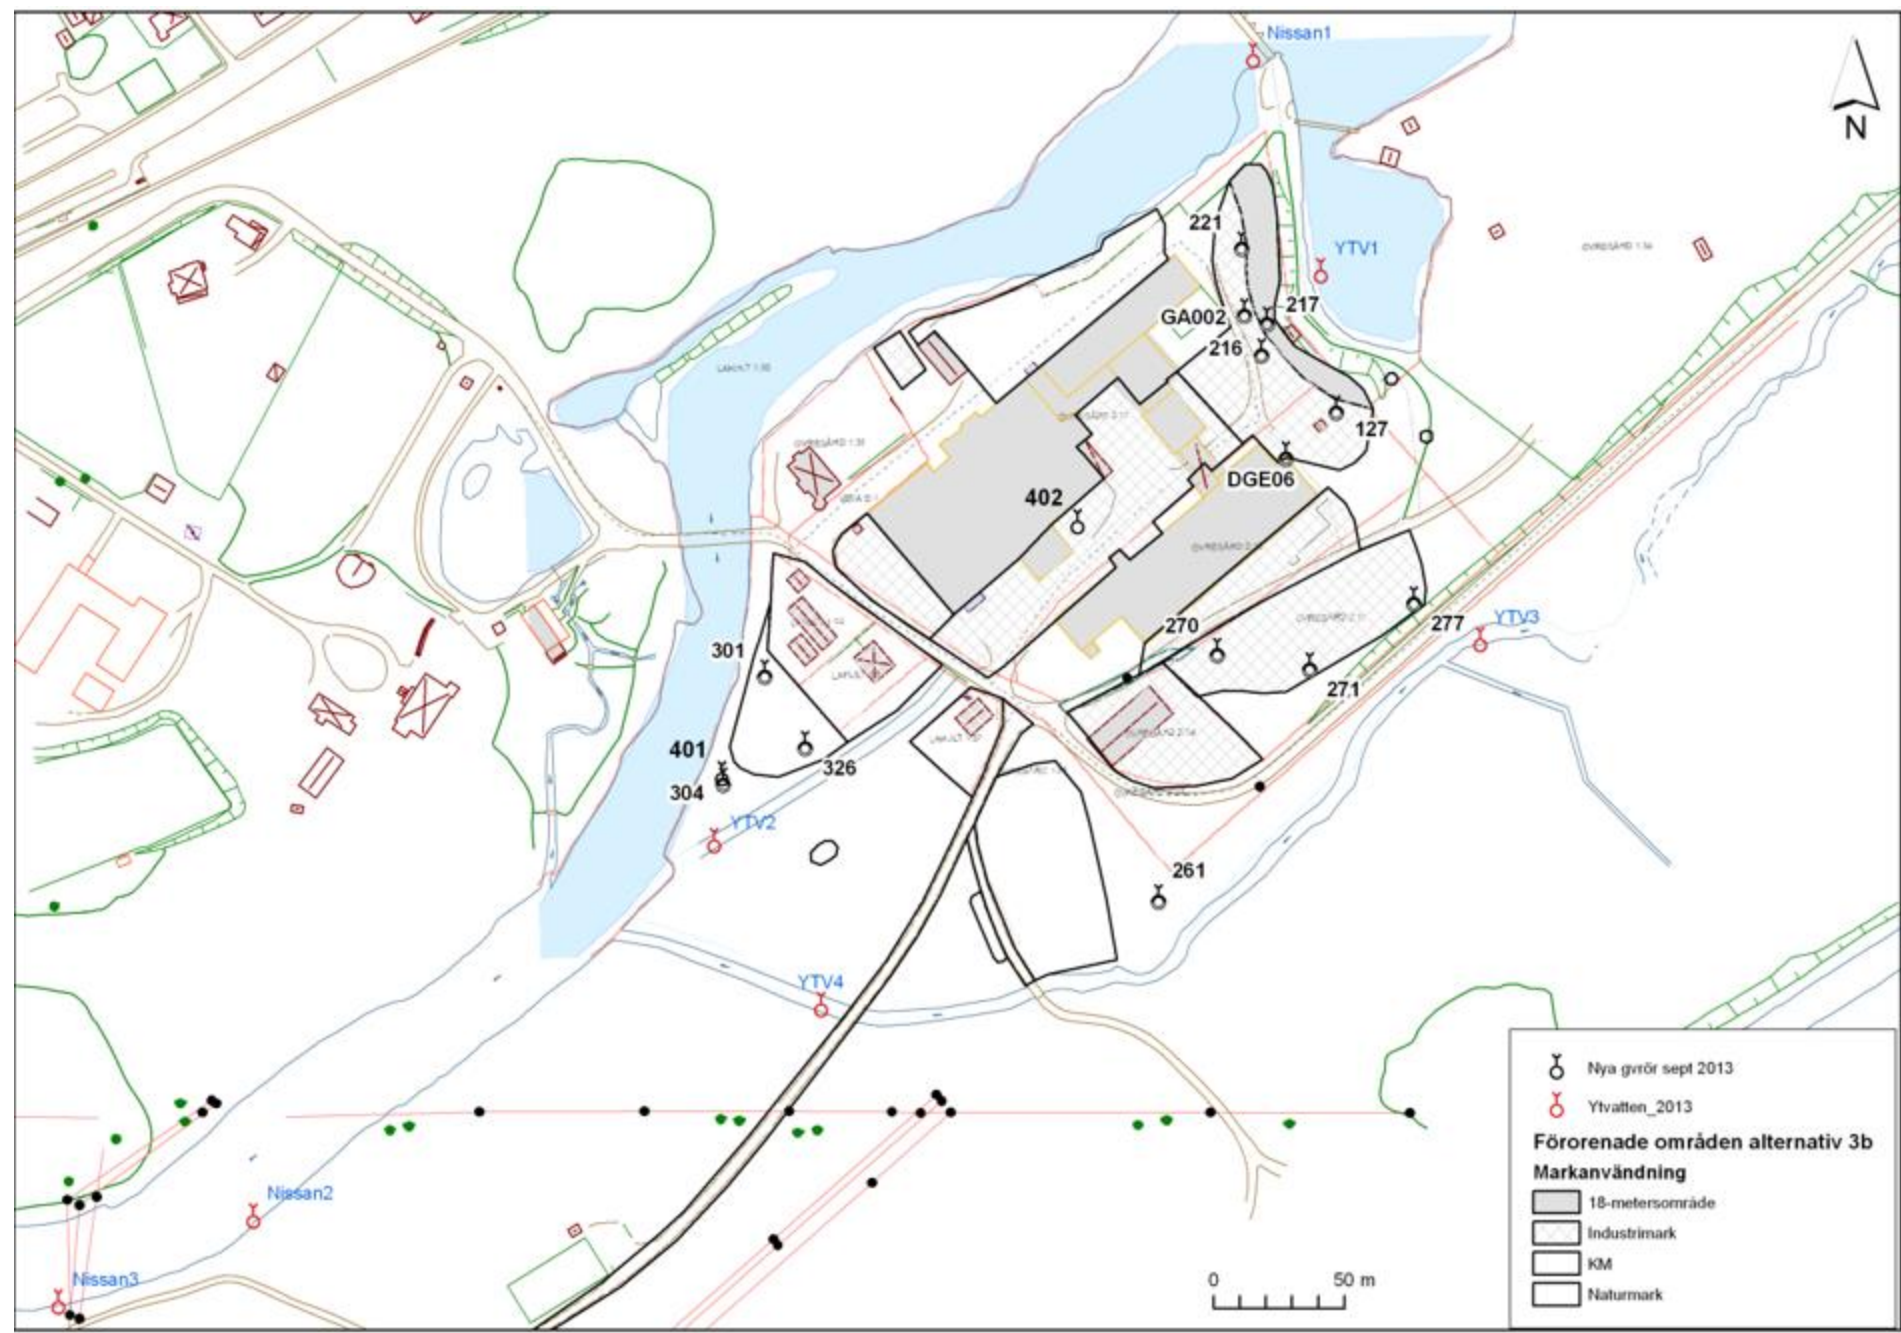 Nissan1
N
221
YTV1
217
GA002
216
127
DGE06
402
270
277
YTV3
301
271
401
326
304
YTV2
261
YTV4
Nissan2
Nissan3
0 50 m
Nya gvrör sept 2013
Ytvatten_2013
Förorenade områden alternativ 3b
Markanvändning
18-metersområde
Industrimark
KM
Naturmark